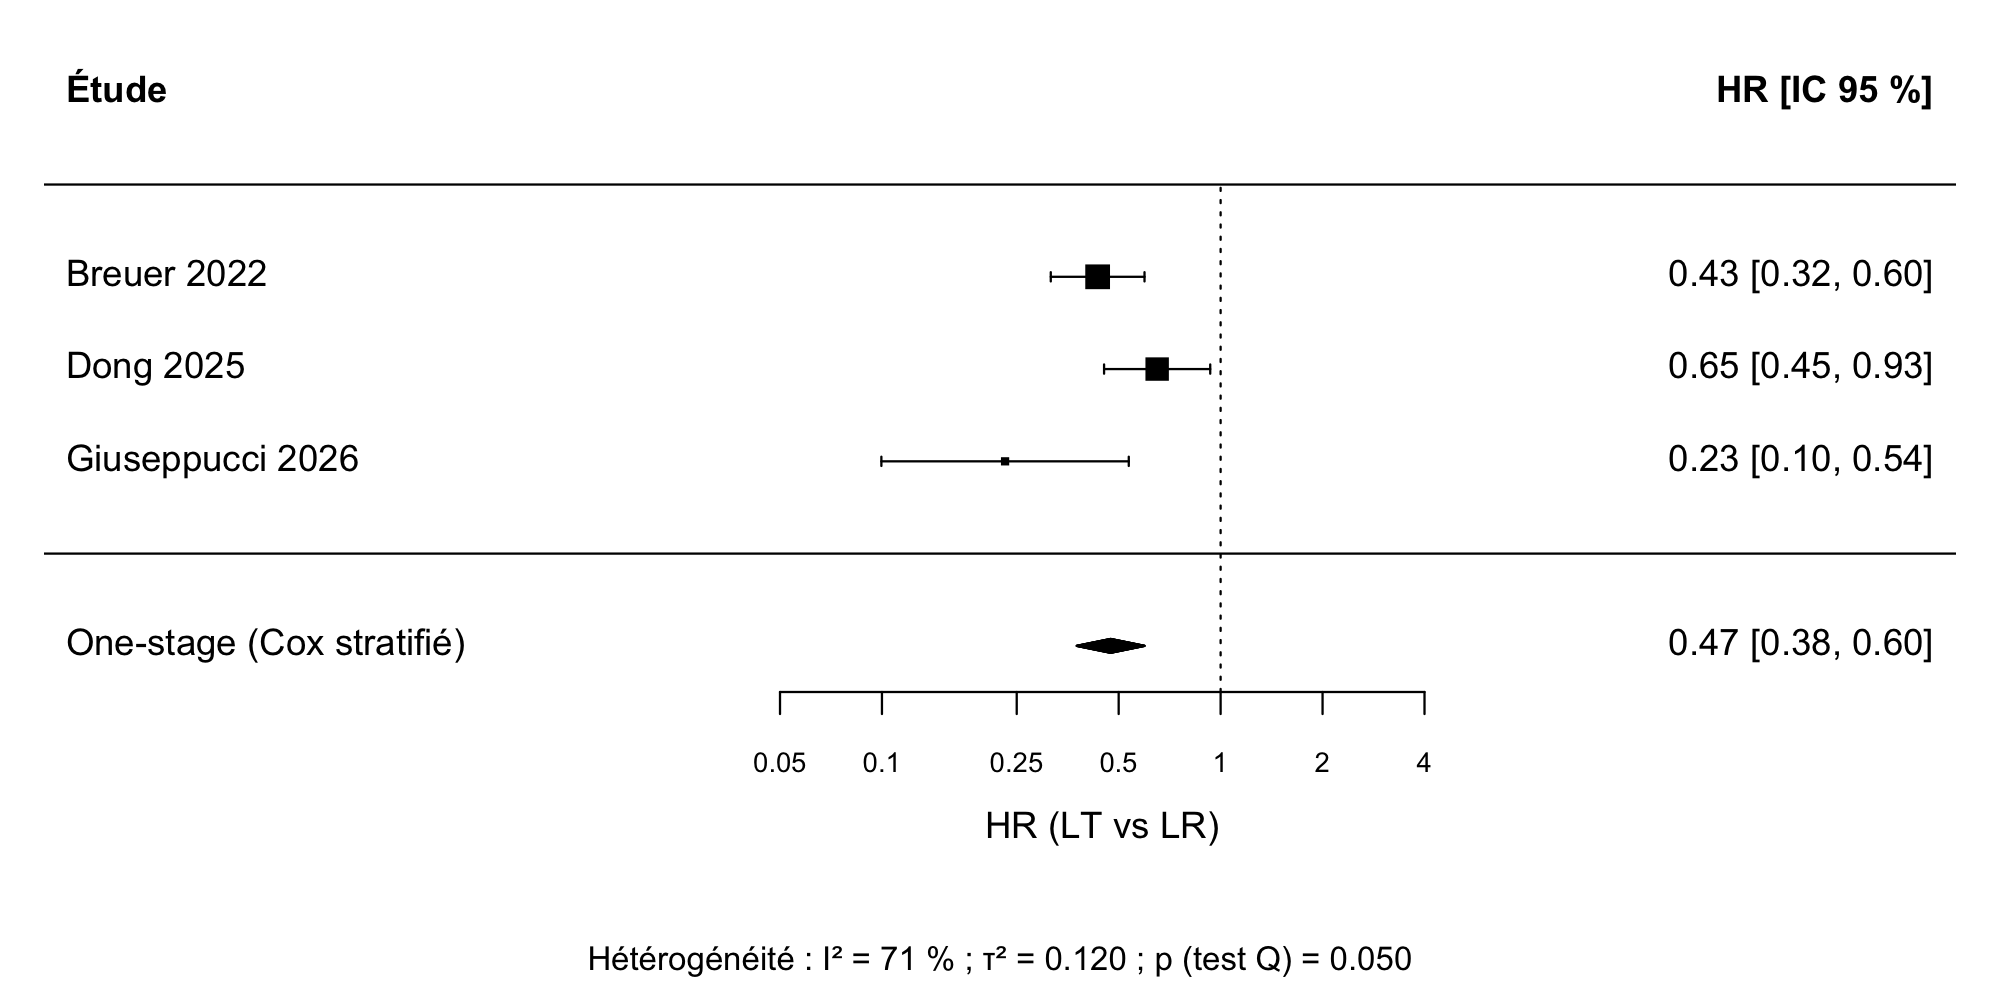 Étude HR [IC 95 %]
Breuer 2022 0.43 [0.32, 0.60]
Dong 2025 0.65 [0.45, 0.93]
Giuseppucci 2026 0.23 [0.10, 0.54]
One-stage (Cox stratifié) 0.47 [0.38, 0.60]
0.05 0.1 0.25 0.5 1 2 4
HR (LT vs LR)
Hétérogénéité : I² = 71 % ; τ² = 0.120 ; p (test Q) = 0.050